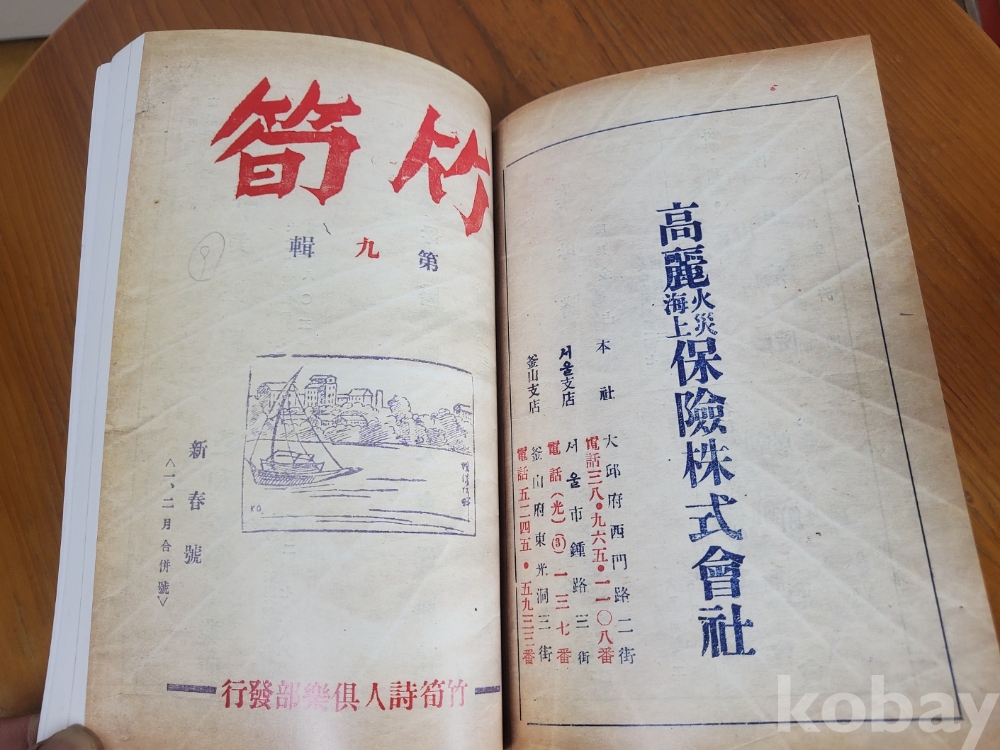 竹筍
第九輯
新春號
〈一、二月合倂號〉
KO.
竹筍詩人俱樂部發行
高麗火災海上保險株式會社
本社
大邱府西門路二街
電話三八・九六五・一一〇八番
서울支店
서울市鍾路三街
電話(光)③一三七番
釜山支店
釜山府東光洞三街
電話五二四五・五九三三番
kobay